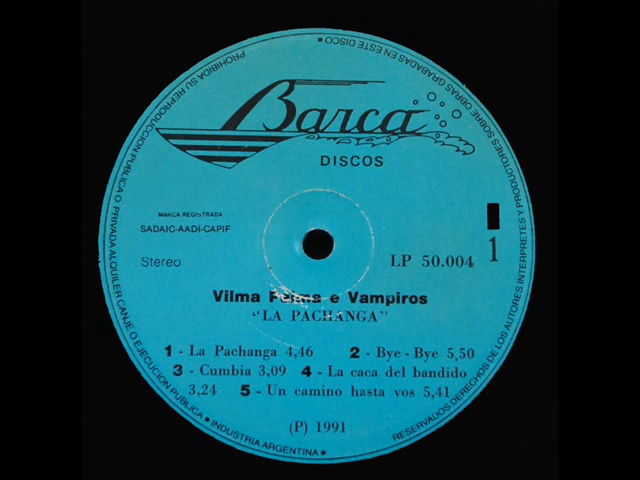 PROHIBIDA SU REPRODUCCION PUBLICA O PRIVADA ALQUILER CANJE O EJECUCION PUBLICA • INDUSTRIA ARGENTINA •
RESERVADOS DERECHOS DE LOS AUTORES INTERPRETES Y PRODUCTORES SOBRE OBRAS GRABADAS EN ESTE DISCO •
Barca
DISCOS
MARCA REGISTRADA
SADAIC-AADI-CAPIF
Stereo
LP 50.004
1
Vilma Palma e Vampiros
"LA PACHANGA"
1 - La Pachanga 4,46 2 - Bye-Bye 5,50
3 - Cumbia 3,09 4 - La caca del bandido
3,24 5 - Un camino hasta vos 5,41
(P) 1991